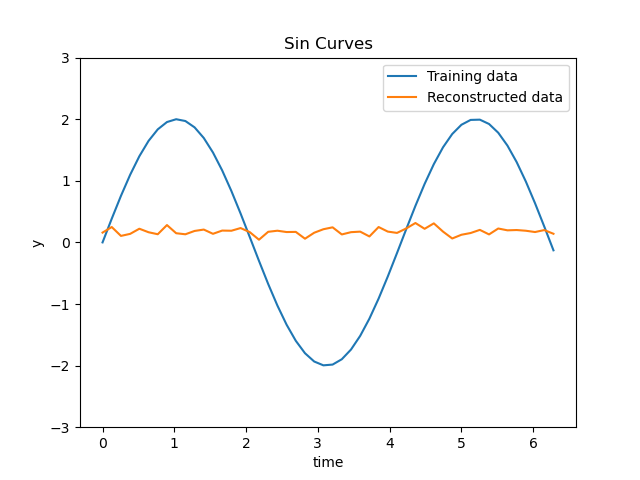 Sin Curves
Training data
Reconstructed data
3
2
1
0
−1
−2
−3
y
0 1 2 3 4 5 6
time